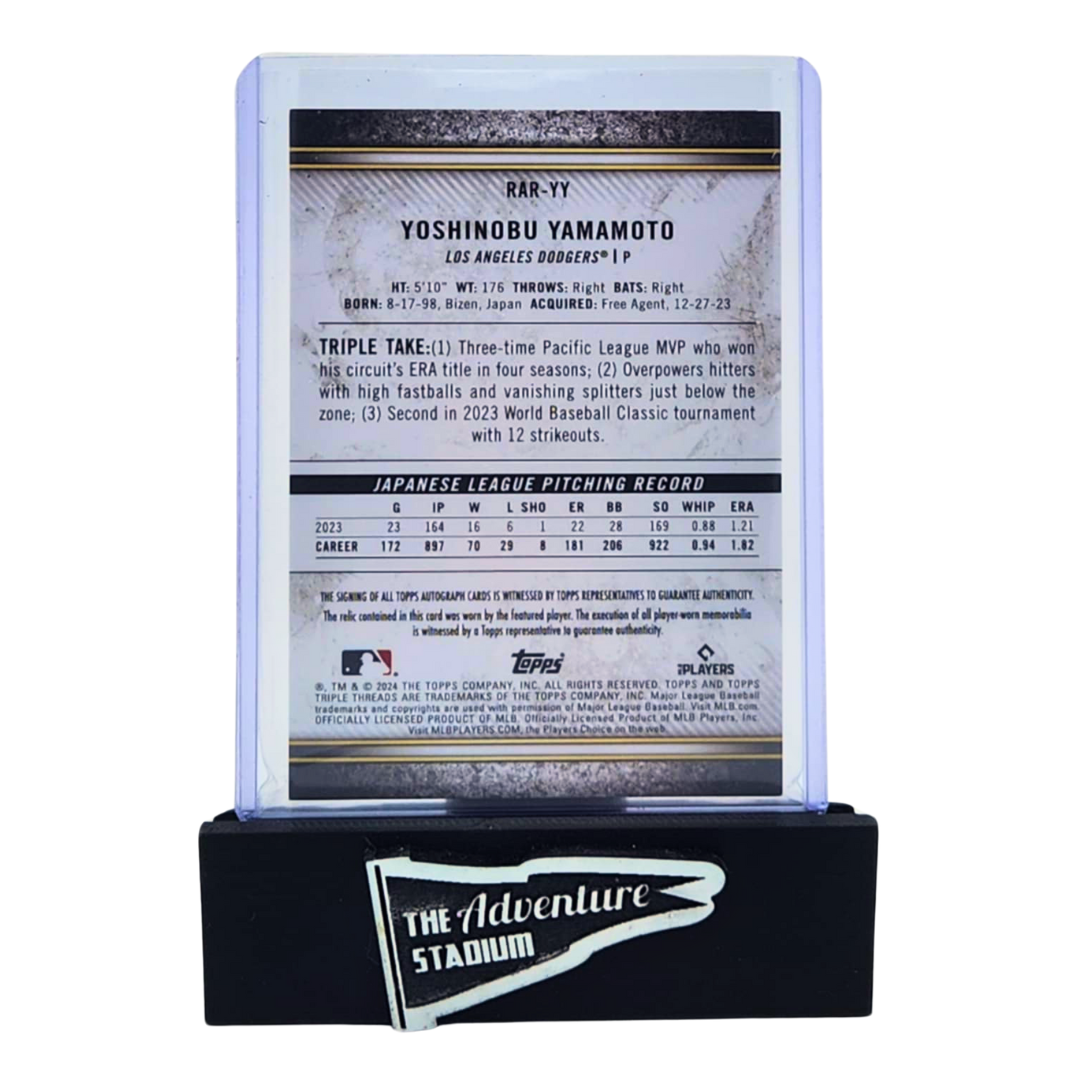 RAR-YY
YOSHINOBU YAMAMOTO
LOS ANGELES DODGERS® | P
HT: 5'10" WT: 176 THROWS: Right BATS: Right
BORN: 8-17-98, Bizen, Japan ACQUIRED: Free Agent, 12-27-23
TRIPLE TAKE:(1) Three-time Pacific League MVP who won
his circuit's ERA title in four seasons; (2) Overpowers hitters
with high fastballs and vanishing splitters just below the
zone; (3) Second in 2023 World Baseball Classic tournament
with 12 strikeouts.
JAPANESE LEAGUE PITCHING RECORD
G IP W L SHO ER BB SO WHIP ERA
2023 23 164 16 6 1 22 28 169 0.88 1.21
CAREER 172 897 70 29 8 181 206 922 0.94 1.82
THE SIGNING OF ALL TOPPS AUTOGRAPH CARDS IS WITNESSED BY TOPPS REPRESENTATIVES TO GUARANTEE AUTHENTICITY.
The relic contained in this card was worn by the featured player. The execution of all player-worn memorabilia
is witnessed by a Topps representative to guarantee authenticity.
Topps PLAYERS
®, TM & © 2024 THE TOPPS COMPANY, INC. ALL RIGHTS RESERVED. TOPPS AND TOPPS
TRIPLE THREADS ARE TRADEMARKS OF THE TOPPS COMPANY, INC. Major League Baseball
trademarks and copyrights are used with permission of Major League Baseball. Visit MLB.com.
OFFICIALLY LICENSED PRODUCT OF MLB. Officially Licensed Product of MLB Players, Inc.
Visit MLBPLAYERS.COM, the Players Choice on the web.
THE Adventure
STADIUM